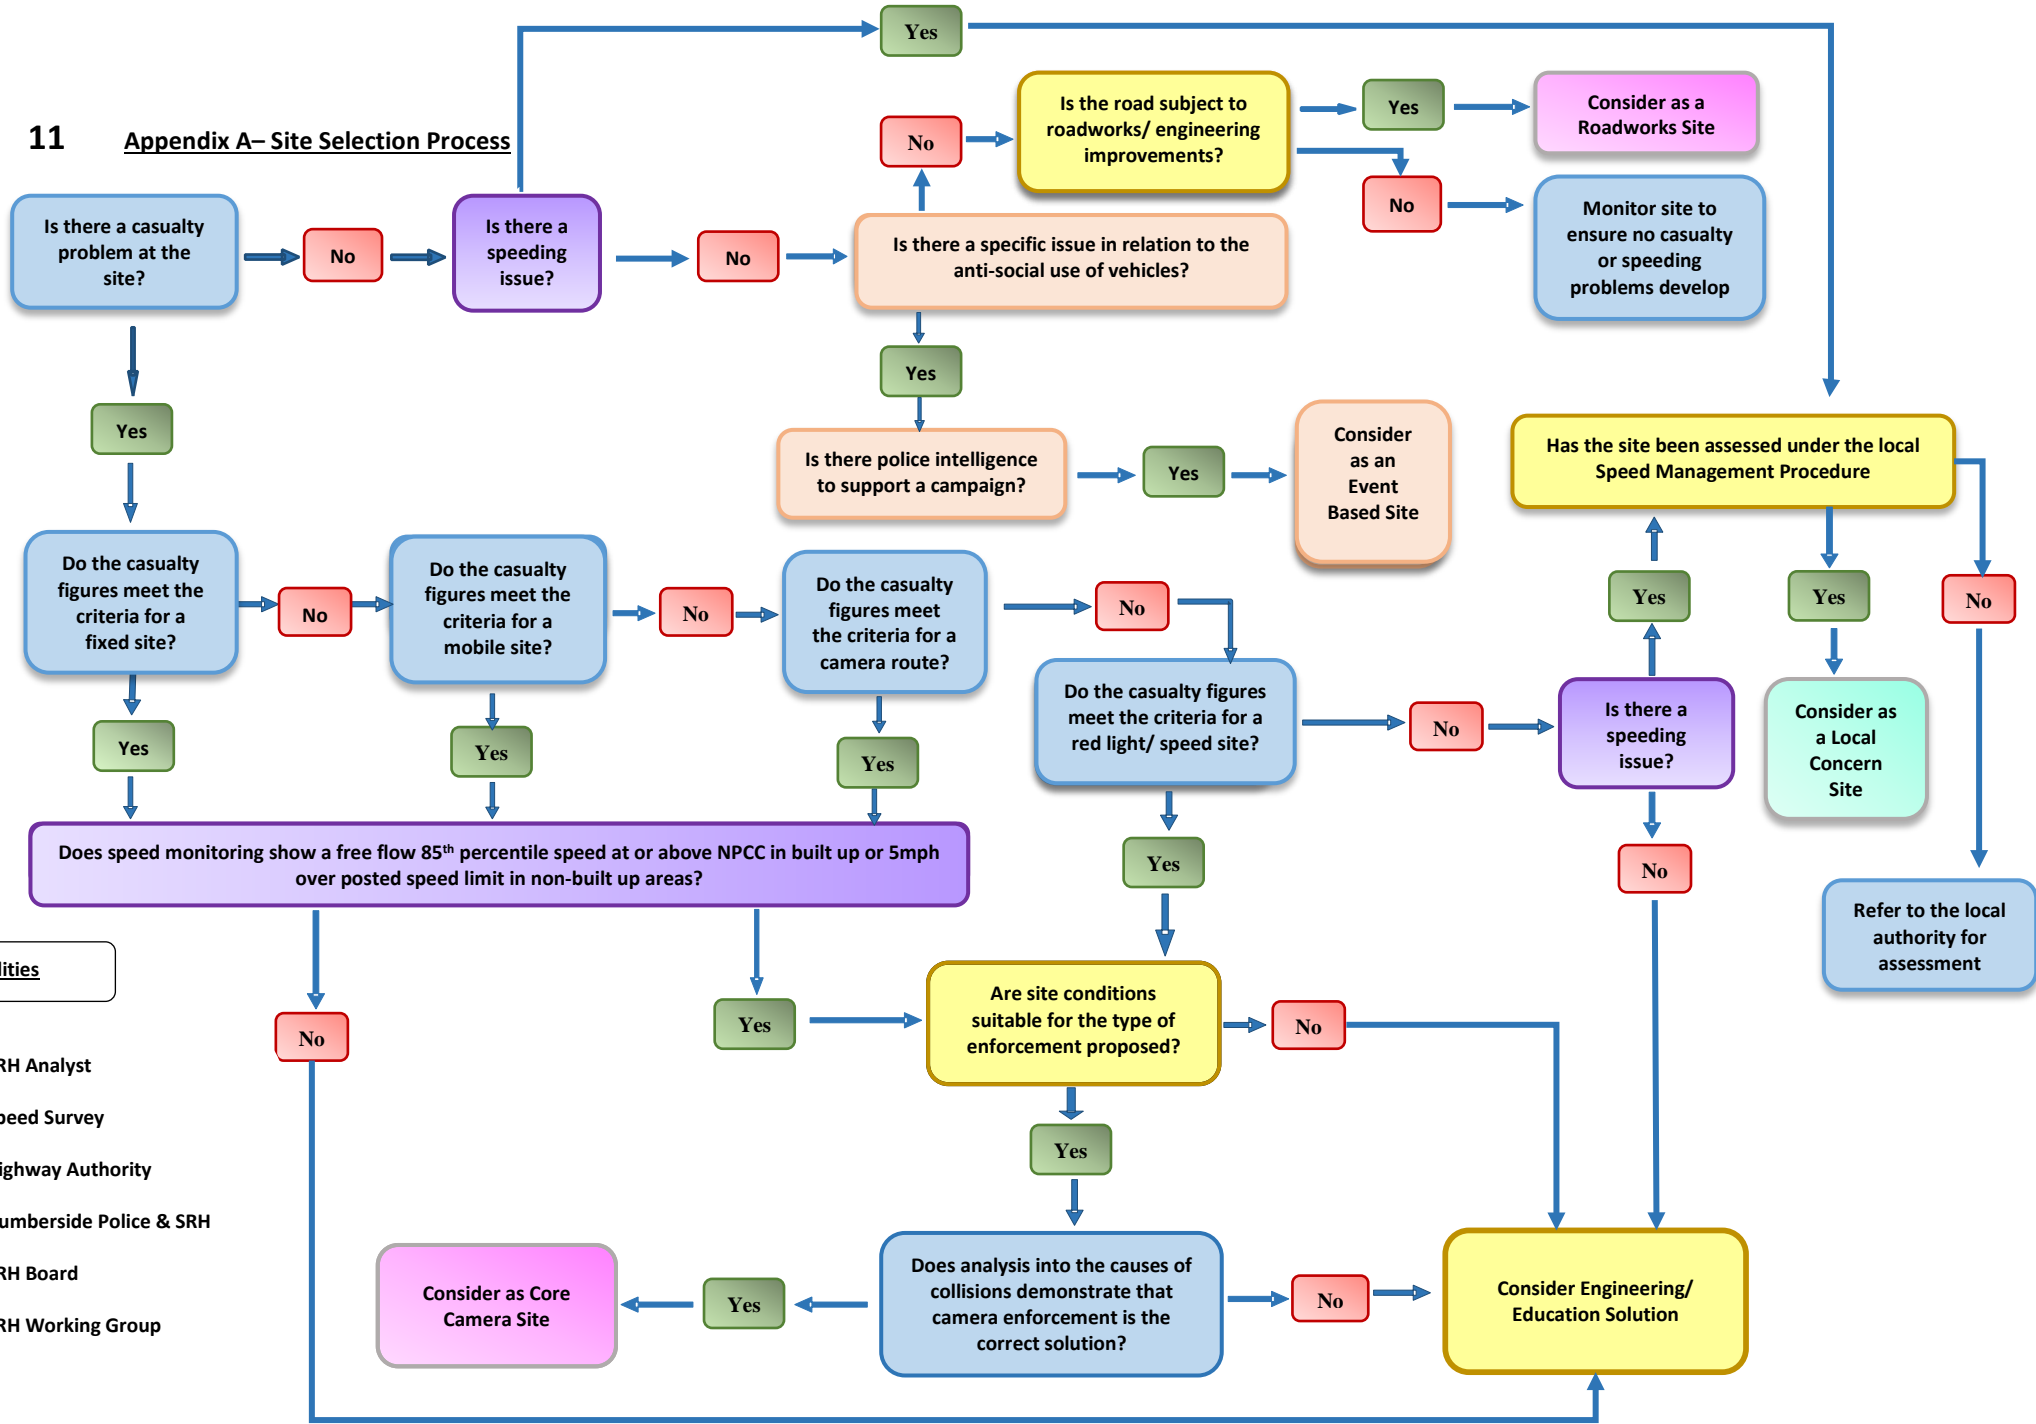 Yes
11 Appendix A– Site Selection Process
Is there a casualty
problem at the
site?
No
Is there a
speeding
issue?
No
Is there a specific issue in relation to the
anti-social use of vehicles?
No
Is the road subject to
roadworks/ engineering
improvements?
Yes
Consider as a
Roadworks Site
No
Monitor site to
ensure no casualty
or speeding
problems develop
Yes
Yes
Is there police intelligence
to support a campaign?
Yes
Consider
as an
Event
Based Site
Has the site been assessed under the local
Speed Management Procedure
Do the casualty
figures meet the
criteria for a
fixed site?
No
Do the casualty
figures meet the
criteria for a
mobile site?
No
Do the casualty
figures meet
the criteria for a
camera route?
No
Do the casualty figures
meet the criteria for a
red light/ speed site?
No
Is there a
speeding
issue?
Yes
Yes
No
Consider as
a Local
Concern
Site
Yes
Yes
Yes
Yes
No
Refer to the local
authority for
assessment
Does speed monitoring show a free flow 85th percentile speed at or above NPCC in built up or 5mph
over posted speed limit in non-built up areas?
No
Yes
Are site conditions
suitable for the type of
enforcement proposed?
No
Yes
Does analysis into the causes of
collisions demonstrate that
camera enforcement is the
correct solution?
Yes
Consider as Core
Camera Site
No
Consider Engineering/
Education Solution
lities
RH Analyst
peed Survey
ighway Authority
umberside Police & SRH
RH Board
RH Working Group